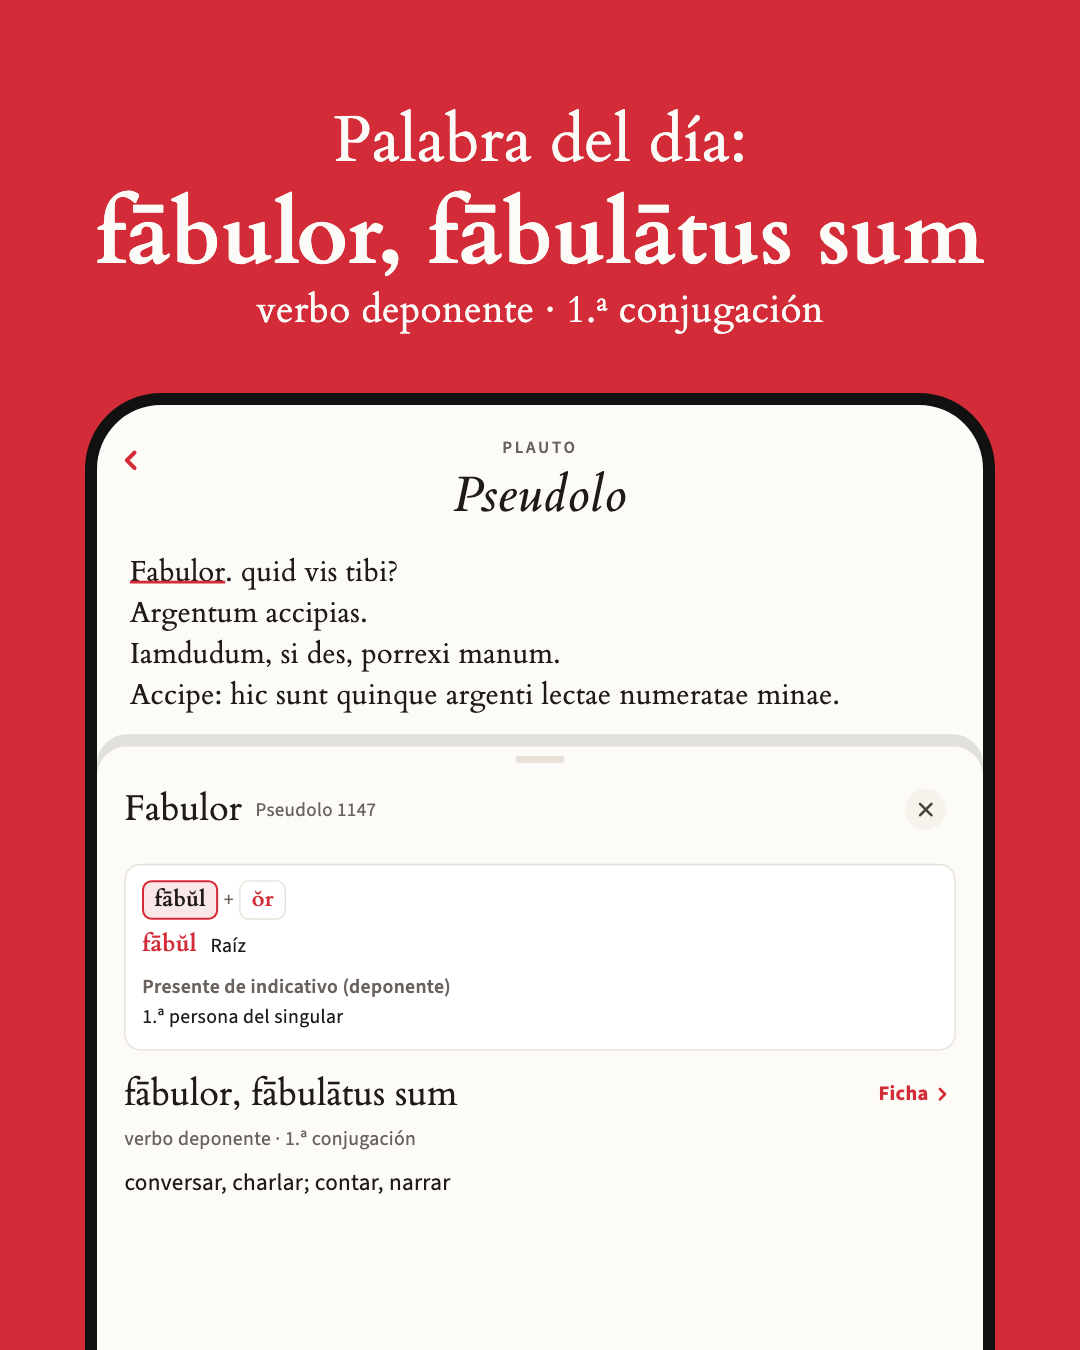 Palabra del día:
fābulor, fābulātus sum
verbo deponente · 1.ª conjugación
PLAUTO
Pseudolo
Fabulor. quid vis tibi?
Argentum accipias.
Iamdudum, si des, porrexi manum.
Accipe: hic sunt quinque argenti lectae numeratae minae.
Fabulor Pseudolo 1147
fābŭl + ŏr
fābŭl Raíz
Presente de indicativo (deponente)
1.ª persona del singular
fābulor, fābulātus sum
Ficha
verbo deponente · 1.ª conjugación
conversar, charlar; contar, narrar